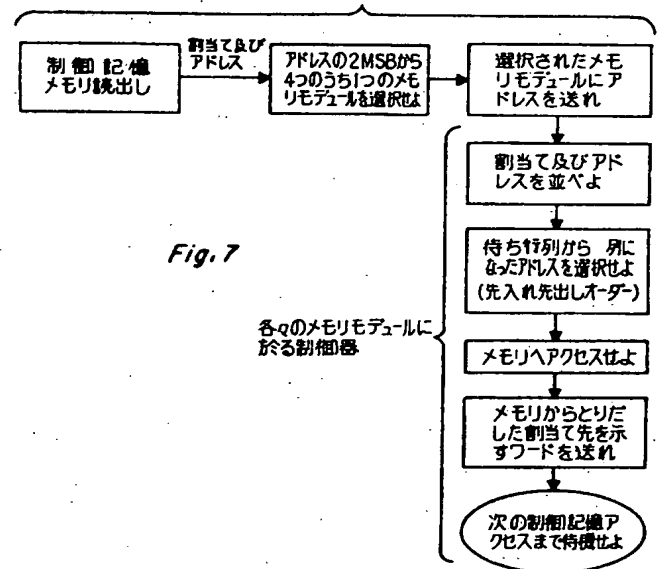 制御記憶
メモリ読出し
割当て及び
アドレス
アドレスの2MSBから
4つのうち1つのメモ
リモデュールを選択せよ
選択されたメモ
リモデュールにア
ドレスを送れ
割当て及びアド
レスを並べよ
待ち行列から 列に
なったアドレスを選択せよ
(先入れ先出しオーダー)
Fig. 7
各々のメモリモデュールに
於る制御器
メモリへアクセスせよ
メモリからとりだ
した割当て先を示
すワードを送れ
次の制御記憶ア
クセスまで待機せよ